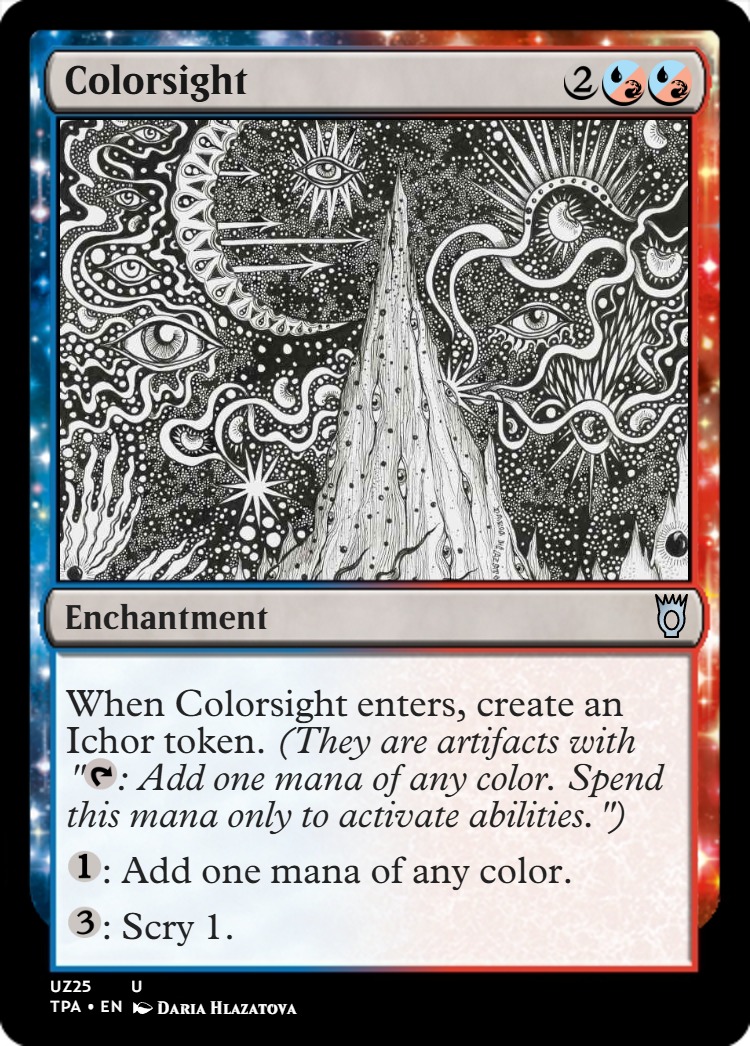 Colorsight 2
Enchantment
When Colorsight enters, create an
Ichor token. (They are artifacts with
": Add one mana of any color. Spend
this mana only to activate abilities.")
1: Add one mana of any color.
3: Scry 1.
UZ25 U
TPA • EN DARIA HLAZATOVA